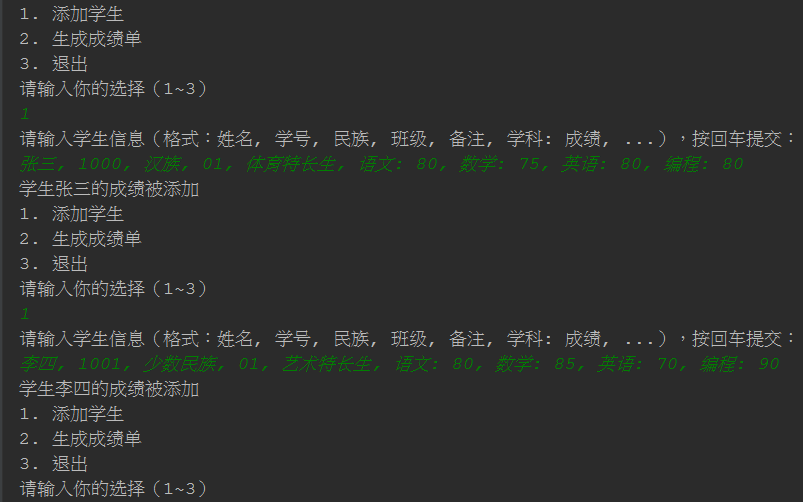 1. 添加学生
2. 生成成绩单
3. 退出
请输入你的选择（1~3）
1
请输入学生信息（格式：姓名, 学号, 民族, 班级, 备注, 学科: 成绩, ...），按回车提交：
张三, 1000, 汉族, 01, 体育特长生, 语文: 80, 数学: 75, 英语: 80, 编程: 80
学生张三的成绩被添加
1. 添加学生
2. 生成成绩单
3. 退出
请输入你的选择（1~3）
1
请输入学生信息（格式：姓名, 学号, 民族, 班级, 备注, 学科: 成绩, ...），按回车提交：
李四, 1001, 少数民族, 01, 艺术特长生, 语文: 80, 数学: 85, 英语: 70, 编程: 90
学生李四的成绩被添加
1. 添加学生
2. 生成成绩单
3. 退出
请输入你的选择（1~3）